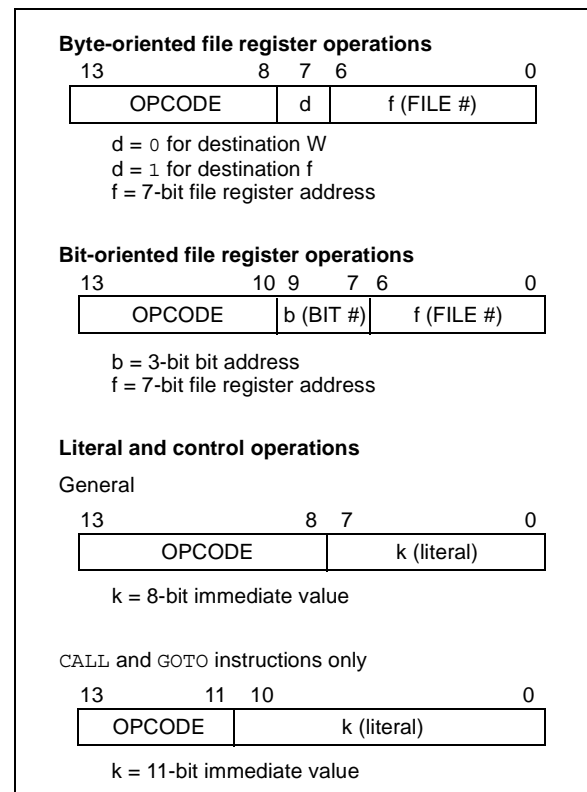 Byte-oriented file register operations
13 8 7 6 0
OPCODE d f (FILE #)
d = 0 for destination W
d = 1 for destination f
f = 7-bit file register address
Bit-oriented file register operations
13 10 9 7 6 0
OPCODE b (BIT #) f (FILE #)
b = 3-bit bit address
f = 7-bit file register address
Literal and control operations
General
13 8 7 0
OPCODE k (literal)
k = 8-bit immediate value
CALL and GOTO instructions only
13 11 10 0
OPCODE k (literal)
k = 11-bit immediate value